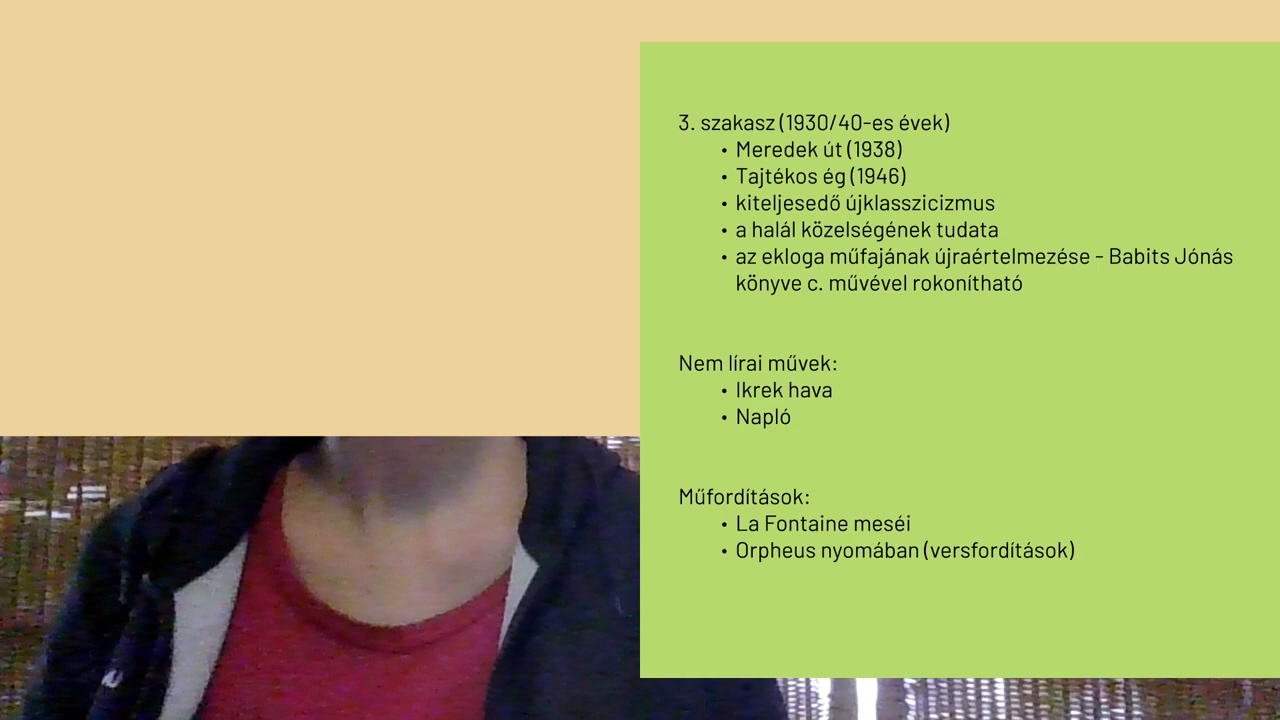 3. szakasz (1930/40-es évek)
• Meredek út (1938)
• Tajtékos ég (1946)
• kiteljesedő újklasszicizmus
• a halál közelségének tudata
• az ekloga műfajának újraértelmezése - Babits Jónás
könyve c. művével rokonítható
Nem lírai művek:
• Ikrek hava
• Napló
Műfordítások:
• La Fontaine meséi
• Orpheus nyomában (versfordítások)